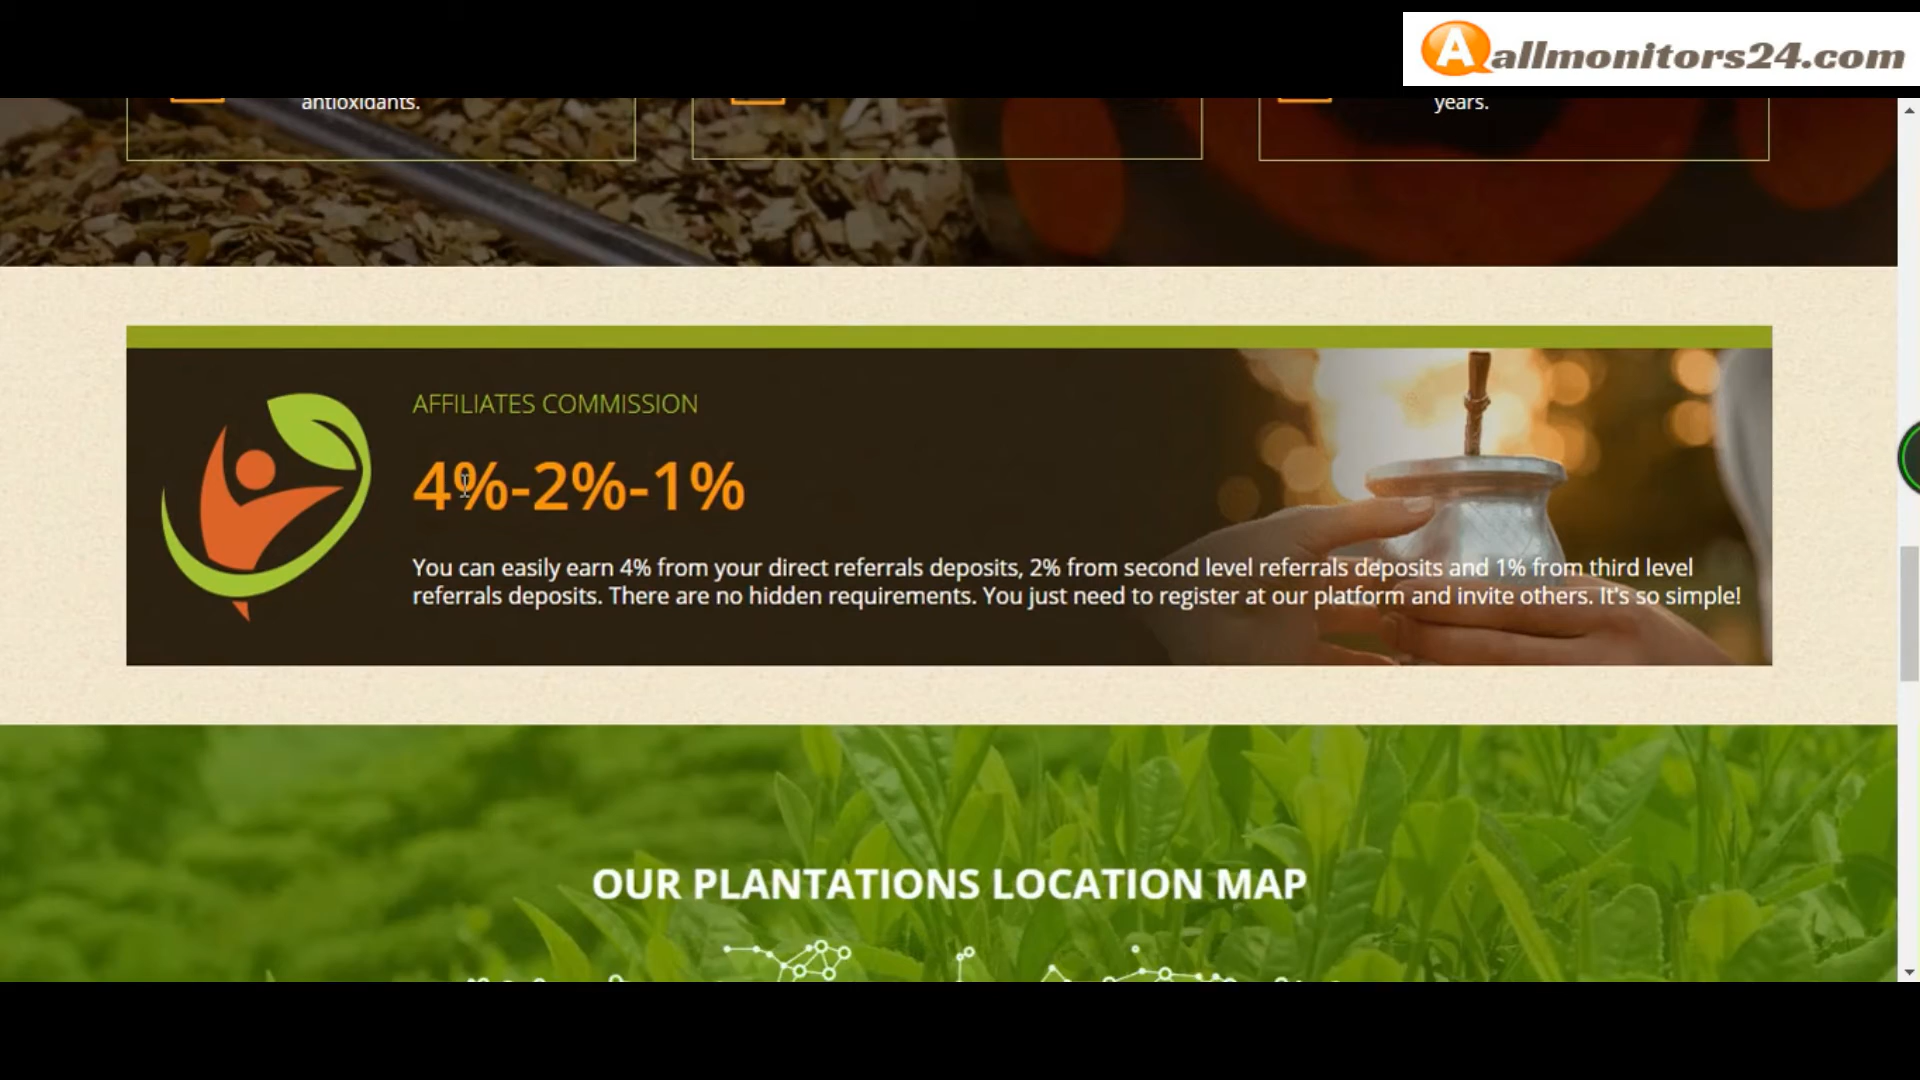 Aallmonitors24.com
antioxidants.
years.
AFFILIATES COMMISSION
4%-2%-1%
You can easily earn 4% from your direct referrals deposits, 2% from second level referrals deposits and 1% from third level
referrals deposits. There are no hidden requirements. You just need to register at our platform and invite others. It's so simple!
OUR PLANTATIONS LOCATION MAP